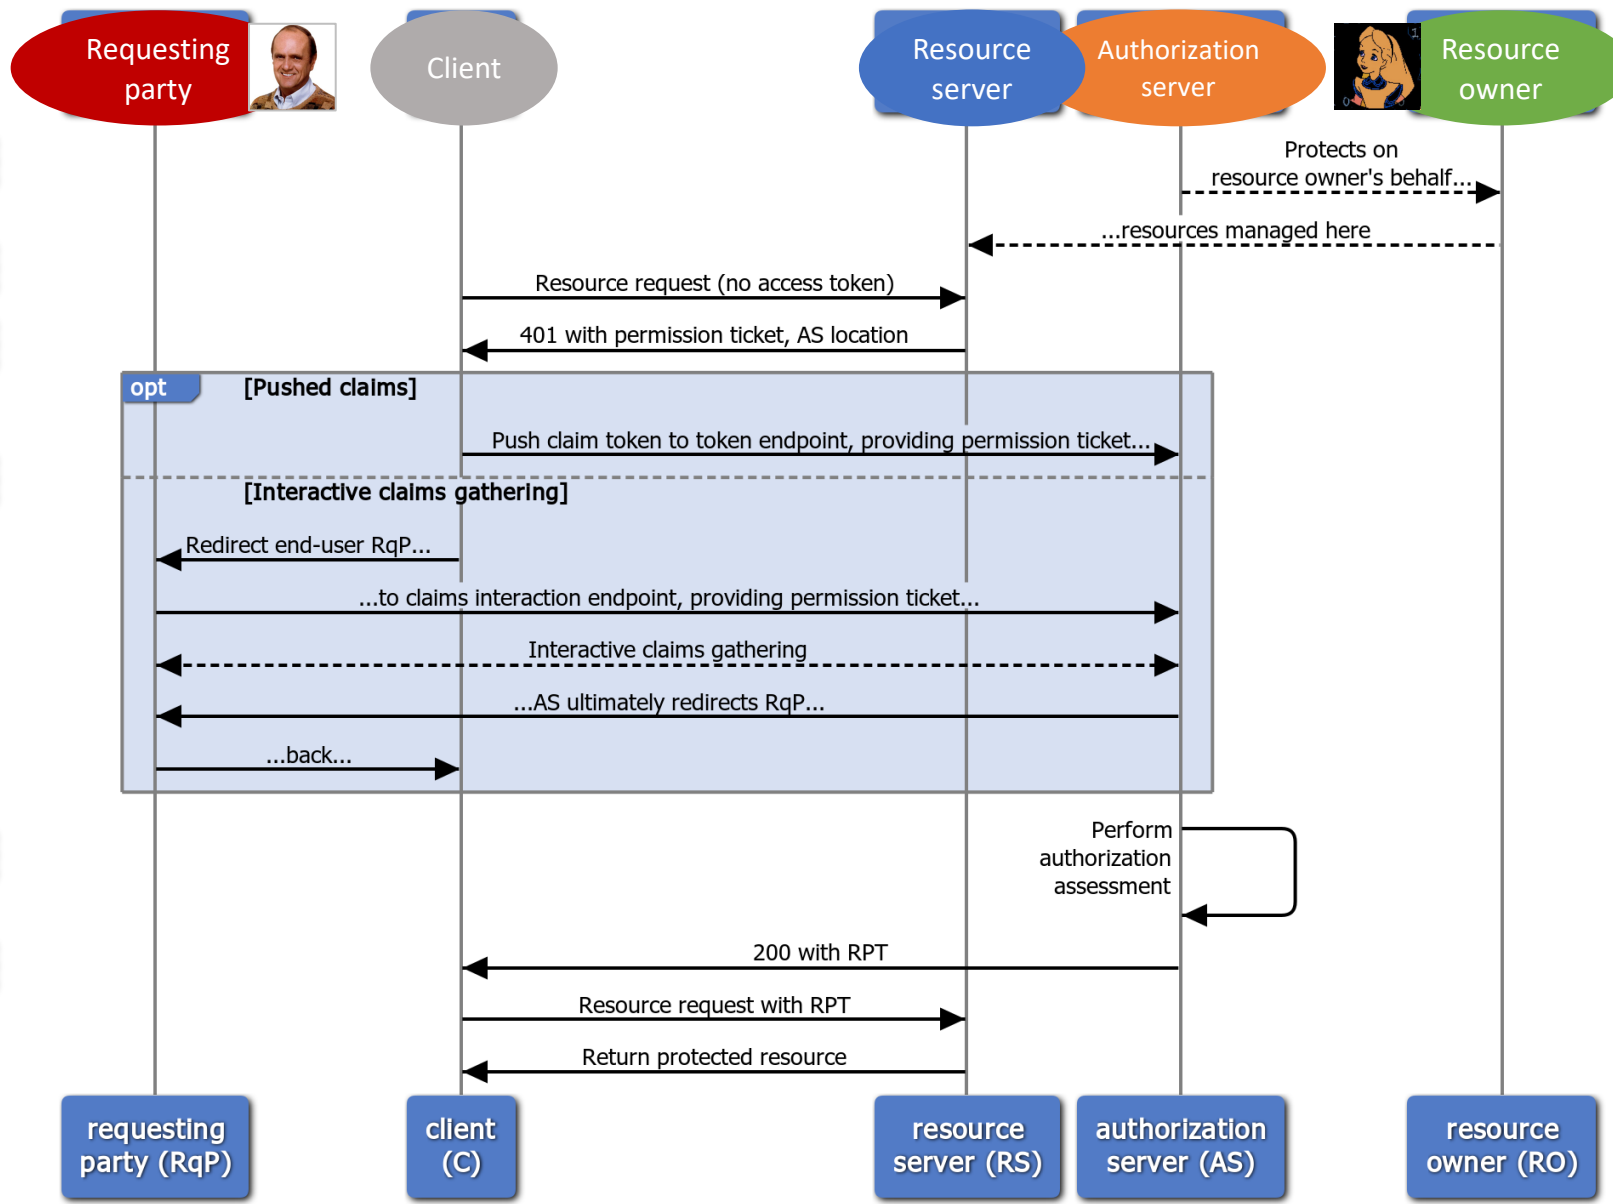 Requesting
party
Client
Resource
server
Authorization
server
Resource
owner
Protects on
resource owner's behalf...
...resources managed here
Resource request (no access token)
401 with permission ticket, AS location
opt
[Pushed claims]
Push claim token to token endpoint, providing permission ticket...
[Interactive claims gathering]
Redirect end-user RqP...
...to claims interaction endpoint, providing permission ticket...
Interactive claims gathering
...AS ultimately redirects RqP...
...back...
Perform
authorization
assessment
200 with RPT
Resource request with RPT
Return protected resource
requesting
party (RqP)
client
(C)
resource
server (RS)
authorization
server (AS)
resource
owner (RO)